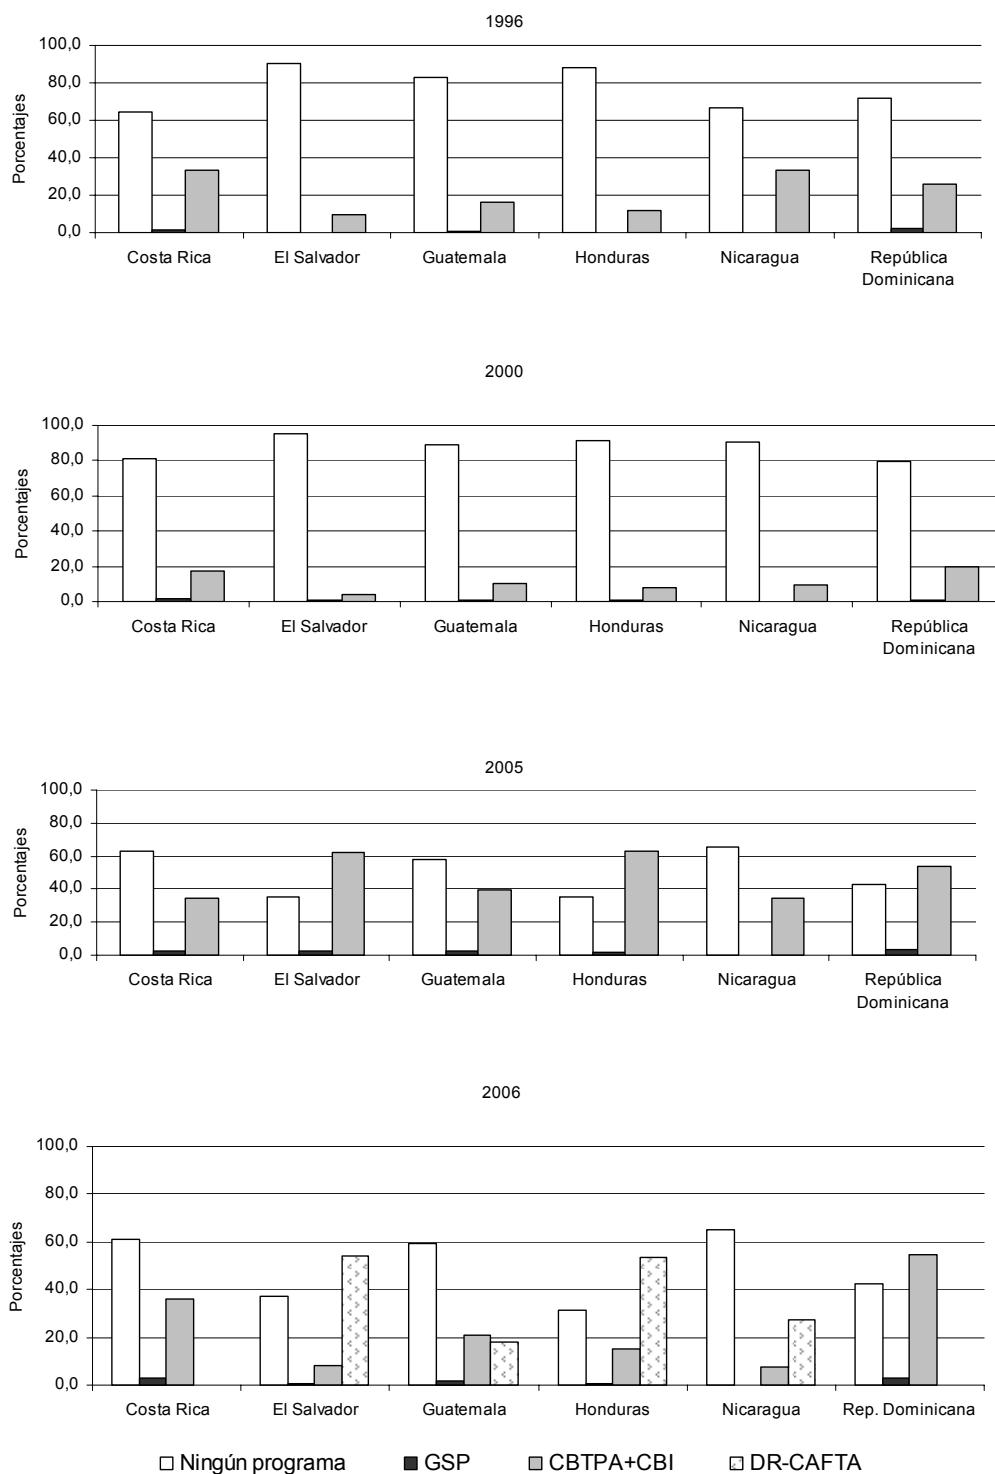 1996
Porcentajes
100,0
80,0
60,0
40,0
20,0
0,0
Costa Rica
El Salvador
Guatemala
Honduras
Nicaragua
República
Dominicana
2000
Porcentajes
100,0
80,0
60,0
40,0
20,0
0,0
Costa Rica
El Salvador
Guatemala
Honduras
Nicaragua
República
Dominicana
2005
Porcentajes
100,0
80,0
60,0
40,0
20,0
0,0
Costa Rica
El Salvador
Guatemala
Honduras
Nicaragua
República
Dominicana
2006
Porcentajes
100,0
80,0
60,0
40,0
20,0
0,0
Costa Rica
El Salvador
Guatemala
Honduras
Nicaragua
Rep. Dominicana
Ningún programa
GSP
CBTPA+CBI
DR-CAFTA